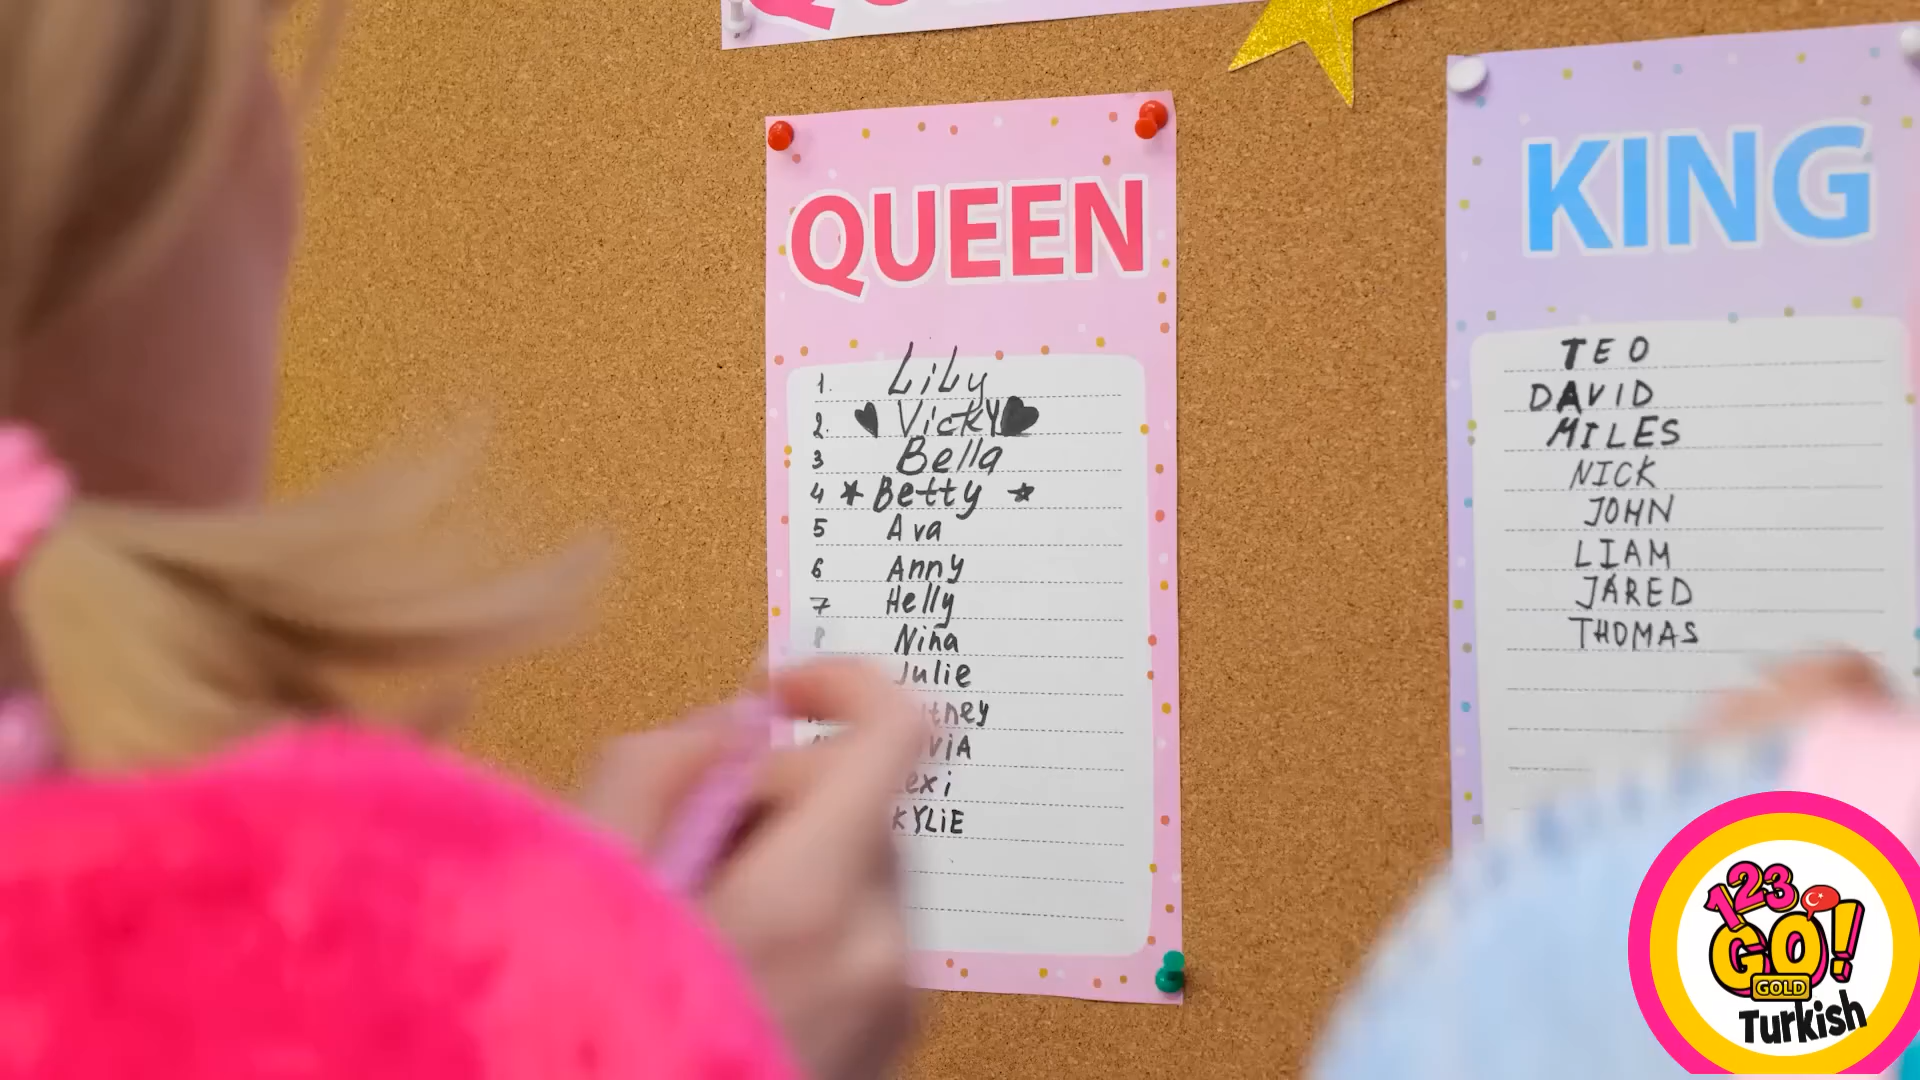 QUEEN
1. Lily
2. Vicky
3 Bella
4 Betty
5 Ava
6 Anny
7 Helly
8 Nina
Julie
KYLIE
KING
TEO
DAVID
MILES
NICK
JOHN
LIAM
JARED
THOMAS
123
GO!
GOLD
Turkish